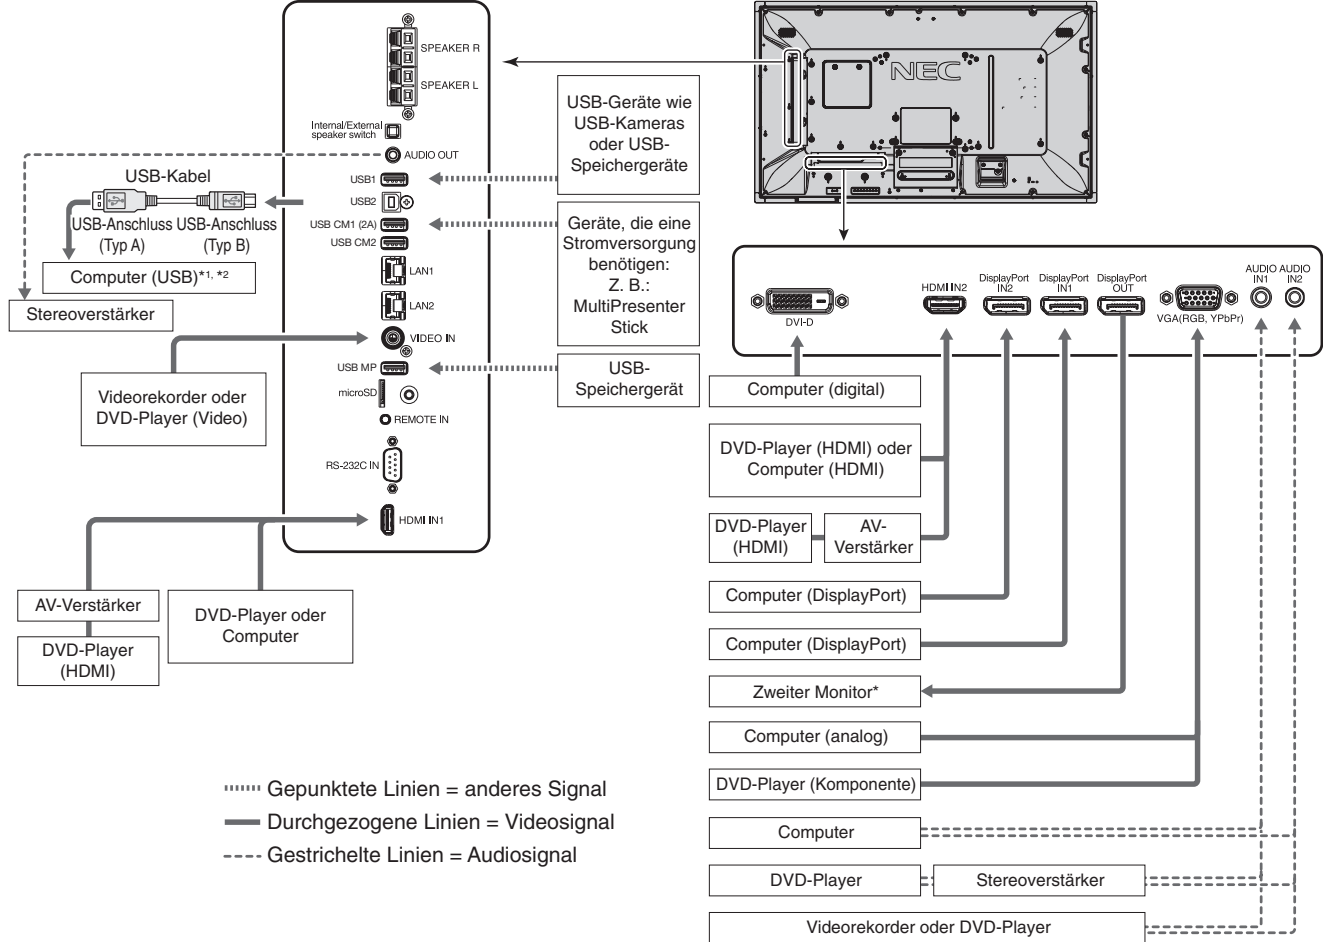 SPEAKER R
SPEAKER L
Internal/External
speaker switch
AUDIO OUT
USB1
USB2
USB CM1 (2A)
USB CM2
LAN1
LAN2
VIDEO IN
USB MP
microSD
REMOTE IN
RS-232C IN
HDMI IN1
USB-Kabel
USB-Anschluss
(Typ A)
USB-Anschluss
(Typ B)
Computer (USB)*1, *2
Stereoverstärker
Videorekorder oder
DVD-Player (Video)
AV-Verstärker
DVD-Player
(HDMI)
DVD-Player oder
Computer
USB-Geräte wie
USB-Kameras
oder USB-
Speichergeräte
Geräte, die eine
Stromversorgung
benötigen:
Z. B.:
MultiPresenter
Stick
USB-
Speichergerät
NEC
DVI-D
HDMI IN2
DisplayPort
IN2
DisplayPort
IN1
DisplayPort
OUT
VGA(RGB, YPbPr)
AUDIO
IN1
AUDIO
IN2
Computer (digital)
DVD-Player (HDMI) oder
Computer (HDMI)
DVD-Player
(HDMI)
AV-
Verstärker
Computer (DisplayPort)
Computer (DisplayPort)
Zweiter Monitor*
Computer (analog)
DVD-Player (Komponente)
Computer
DVD-Player
Stereoverstärker
Videorekorder oder DVD-Player
Gepunktete Linien = anderes Signal
Durchgezogene Linien = Videosignal
Gestrichelte Linien = Audiosignal